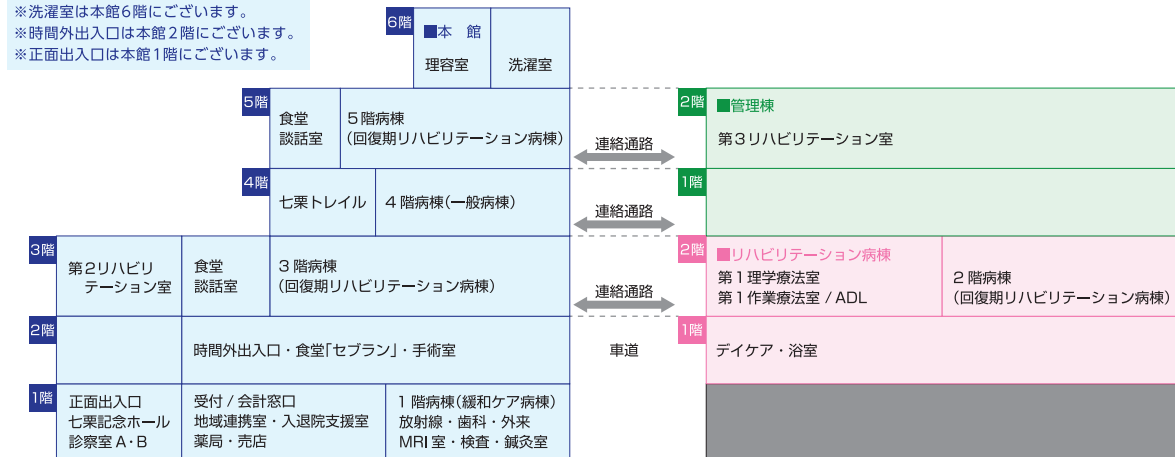 ※洗濯室は本館6階にございます。
※時間外出入口は本館2階にございます。
※正面出入口は本館1階にございます。
6階
■本 館
理容室
洗濯室
5階
食堂
談話室
5階病棟
(回復期リハビリテーション病棟)
連絡通路
2階
■管理棟
第3リハビリテーション室
4階
七栗トレイル
4階病棟(一般病棟)
連絡通路
1階
3階
第2リハビリ
テーション室
食堂
談話室
3階病棟
(回復期リハビリテーション病棟)
連絡通路
2階
■リハビリテーション病棟
第1理学療法室
第1作業療法室 / ADL
2階病棟
(回復期リハビリテーション病棟)
2階
時間外出入口・食堂「セブラン」・手術室
車道
1階
デイケア・浴室
1階
正面出入口
七栗記念ホール
診察室A・B
受付 / 会計窓口
地域連携室・入退院支援室
薬局・売店
1階病棟(緩和ケア病棟)
放射線・歯科・外来
MRI室・検査・鍼灸室